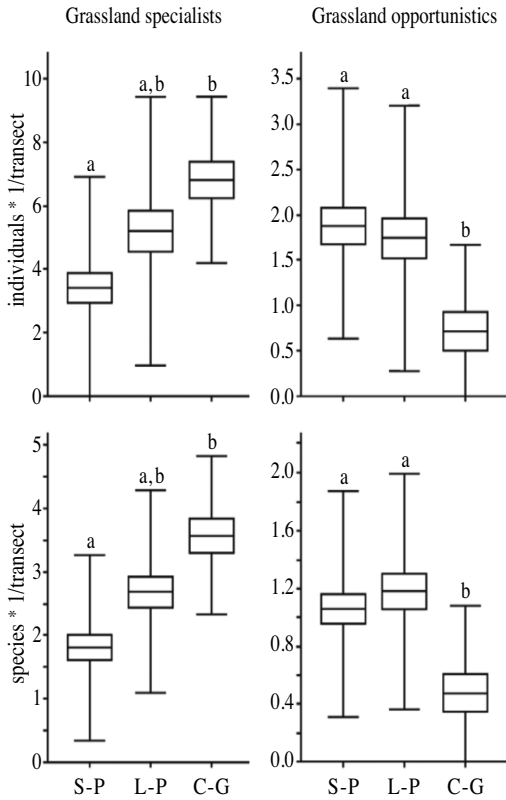 Grassland specialists
Grassland opportunistics
individuals * 1/transect
10
8
6
4
2
0
a
a,b
b
3.5
3.0
2.5
2.0
1.5
1.0
0.5
0.0
a
a
b
species * 1/transect
5
4
3
2
1
0
a
a,b
b
2.0
1.6
1.2
0.8
0.4
0.0
a
a
b
S-P L-P C-G
S-P L-P C-G